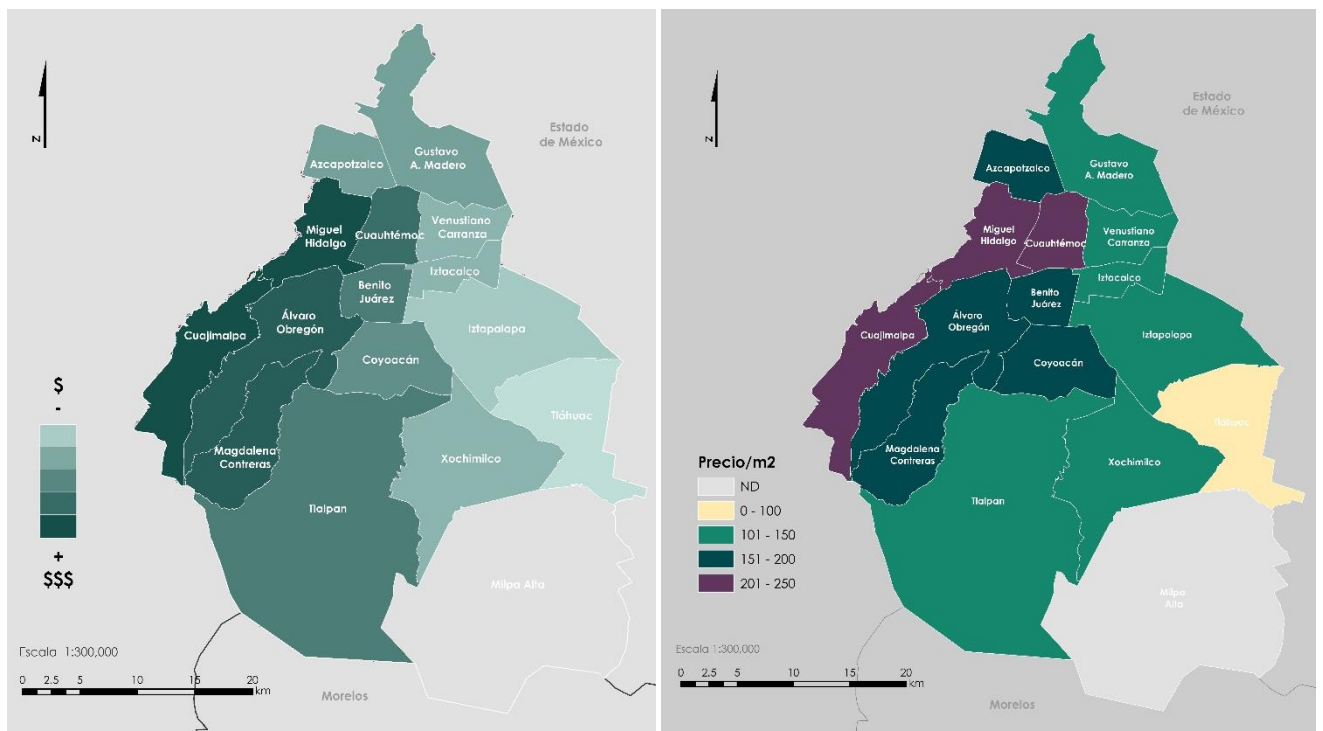 N
Estado
de México
Azcapotzalco
Gustavo
A. Madero
Miguel
Hidalgo
Cuauhtémoc
Venustiano
Carranza
Iztacalco
Benito
Juárez
Cuajimalpa
Álvaro
Obregón
Iztapalapa
Coyoacán
Tláhuac
Magdalena
Contreras
Xochimilco
Tlalpan
Milpa Alta
$
-
+
$$$
Escala 1:300,000
0 2.5 5 10 15 20
km
Morelos
N
Estado
de México
Azcapotzalco
Gustavo
A. Madero
Miguel
Hidalgo
Cuauhtémoc
Venustiano
Carranza
Iztacalco
Benito
Juárez
Cuajimalpa
Álvaro
Obregón
Iztapalapa
Coyoacán
Tláhuac
Magdalena
Contreras
Xochimilco
Tlalpan
Milpa
Alta
Precio/m2
ND
0 - 100
101 - 150
151 - 200
201 - 250
Escala 1:300,000
0 2.5 5 10 15 20
km
Morelos